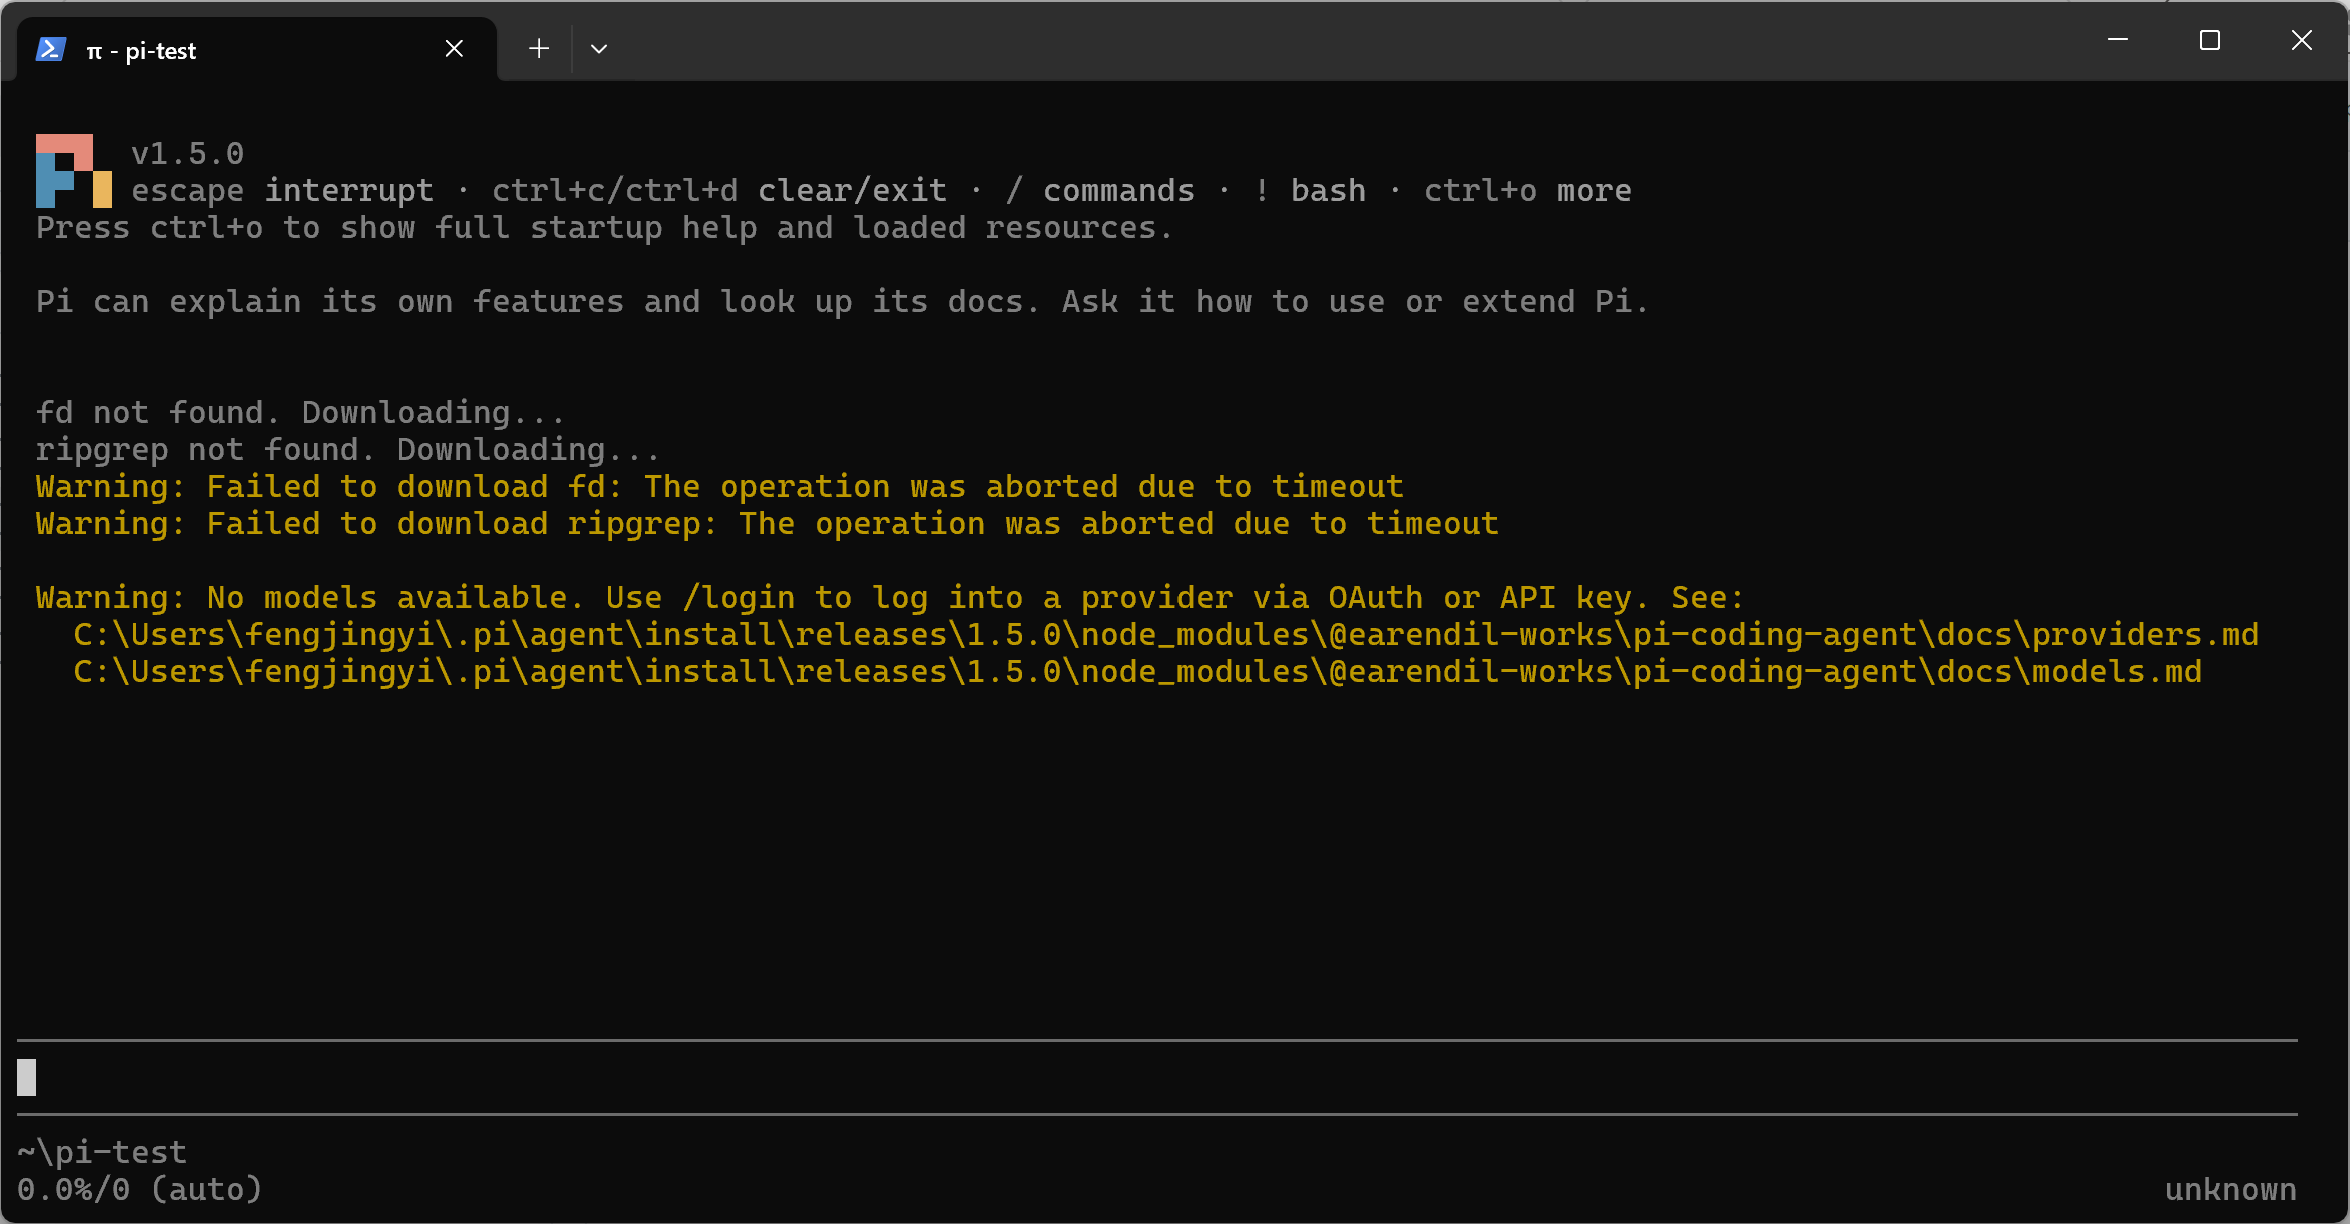 π - pi-test
v1.5.0
escape interrupt · ctrl+c/ctrl+d clear/exit · / commands · ! bash · ctrl+o more
Press ctrl+o to show full startup help and loaded resources.
Pi can explain its own features and look up its docs. Ask it how to use or extend Pi.
fd not found. Downloading...
ripgrep not found. Downloading...
Warning: Failed to download fd: The operation was aborted due to timeout
Warning: Failed to download ripgrep: The operation was aborted due to timeout
Warning: No models available. Use /login to log into a provider via OAuth or API key. See:
C:\Users\fengjingyi\.pi\agent\install\releases\1.5.0\node_modules\@earendil-works\pi-coding-agent\docs\providers.md
C:\Users\fengjingyi\.pi\agent\install\releases\1.5.0\node_modules\@earendil-works\pi-coding-agent\docs\models.md
~\pi-test
0.0%/0 (auto) unknown